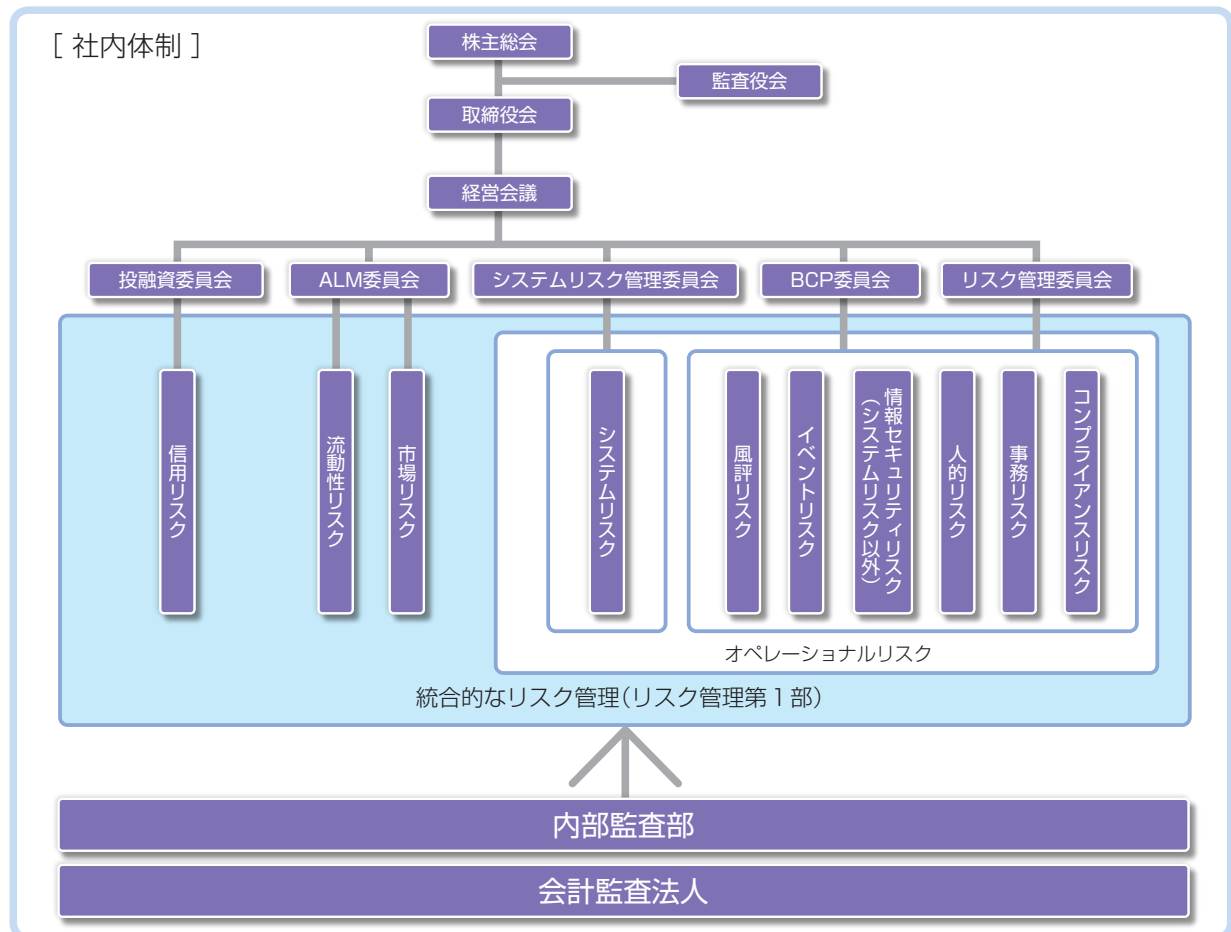 [ 社内体制 ]
株主総会
監査役会
取締役会
経営会議
投融資委員会
ALM委員会
システムリスク管理委員会
BCP委員会
リスク管理委員会
信用リスク
流動性リスク
市場リスク
システムリスク
風評リスク
イベントリスク
情報セキュリティリスク
（システムリスク以外）
人的リスク
事務リスク
コンプライアンスリスク
オペレーショナルリスク
統合的なリスク管理（リスク管理第１部）
内部監査部
会計監査法人